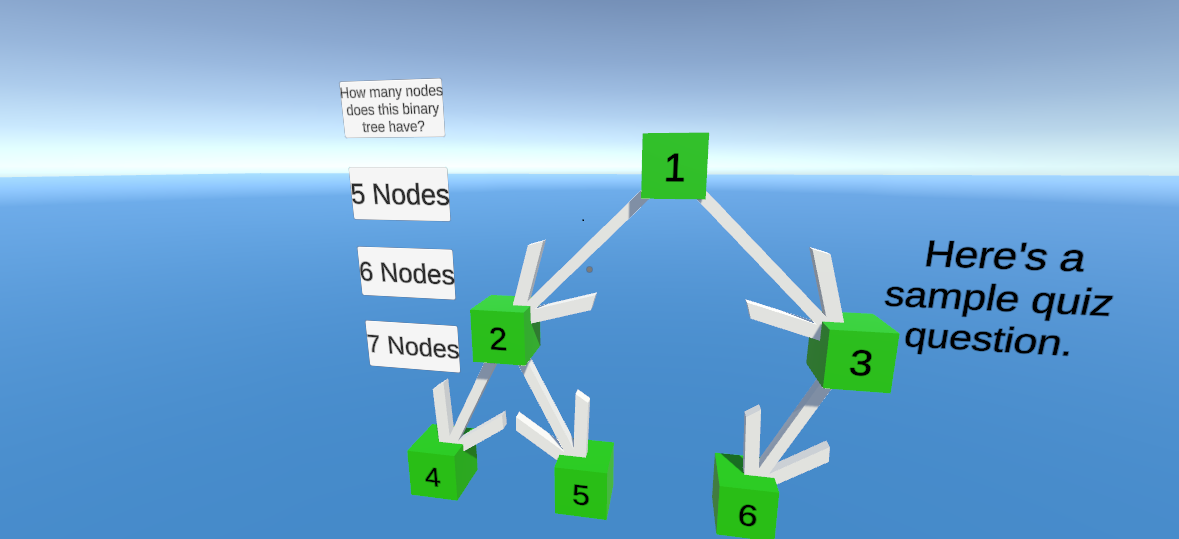 How many nodes
does this binary
tree have?
5 Nodes
6 Nodes
7 Nodes
1
2
3
4
5
6
Here's a
sample quiz
question.